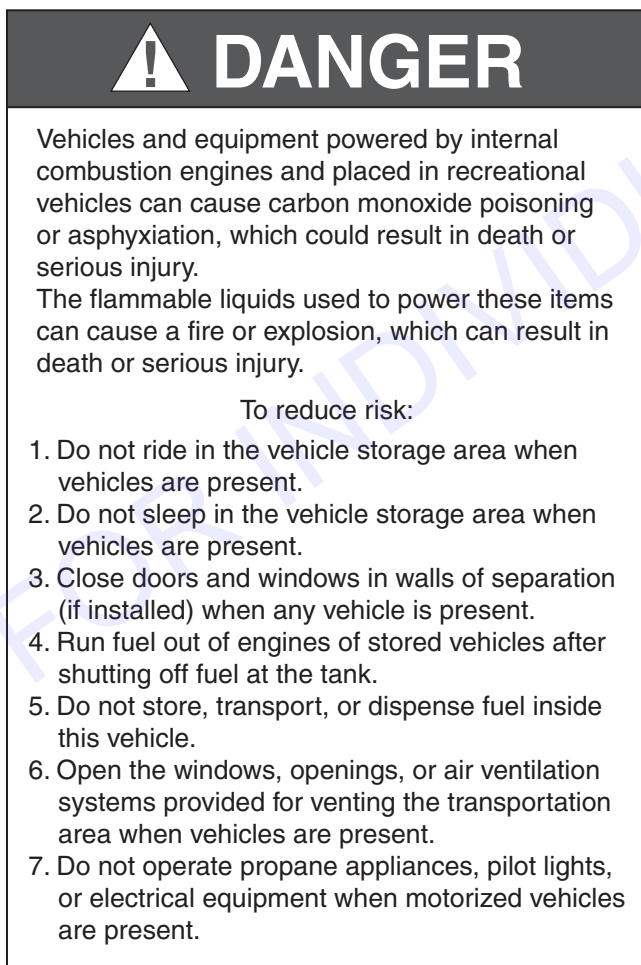 DANGER
Vehicles and equipment powered by internal
combustion engines and placed in recreational
vehicles can cause carbon monoxide poisoning
or asphyxiation, which could result in death or
serious injury.
The flammable liquids used to power these items
can cause a fire or explosion, which can result in
death or serious injury.
To reduce risk:
1. Do not ride in the vehicle storage area when
vehicles are present.
2. Do not sleep in the vehicle storage area when
vehicles are present.
3. Close doors and windows in walls of separation
(if installed) when any vehicle is present.
4. Run fuel out of engines of stored vehicles after
shutting off fuel at the tank.
5. Do not store, transport, or dispense fuel inside
this vehicle.
6. Open the windows, openings, or air ventilation
systems provided for venting the transportation
area when vehicles are present.
7. Do not operate propane appliances, pilot lights,
or electrical equipment when motorized vehicles
are present.
FOR